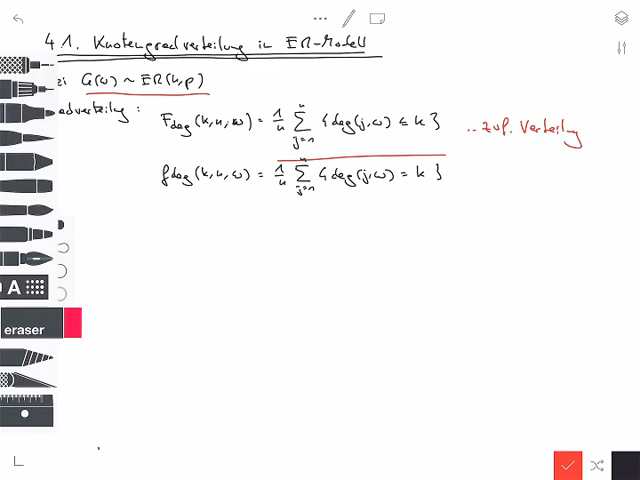 4.1. Knotengradverteilung im ER-Modell
ei G(ω) ~ ER(n,p)
adverteilung: F_deg(k,n,ω) = 1/n Σ_{j=1}^{n} {deg(j,ω) ≤ k}
..zuf. Verteilung
f_deg(k,n,ω) = 1/n Σ_{j=1}^{n} {deg(j,ω) = k}
A
eraser